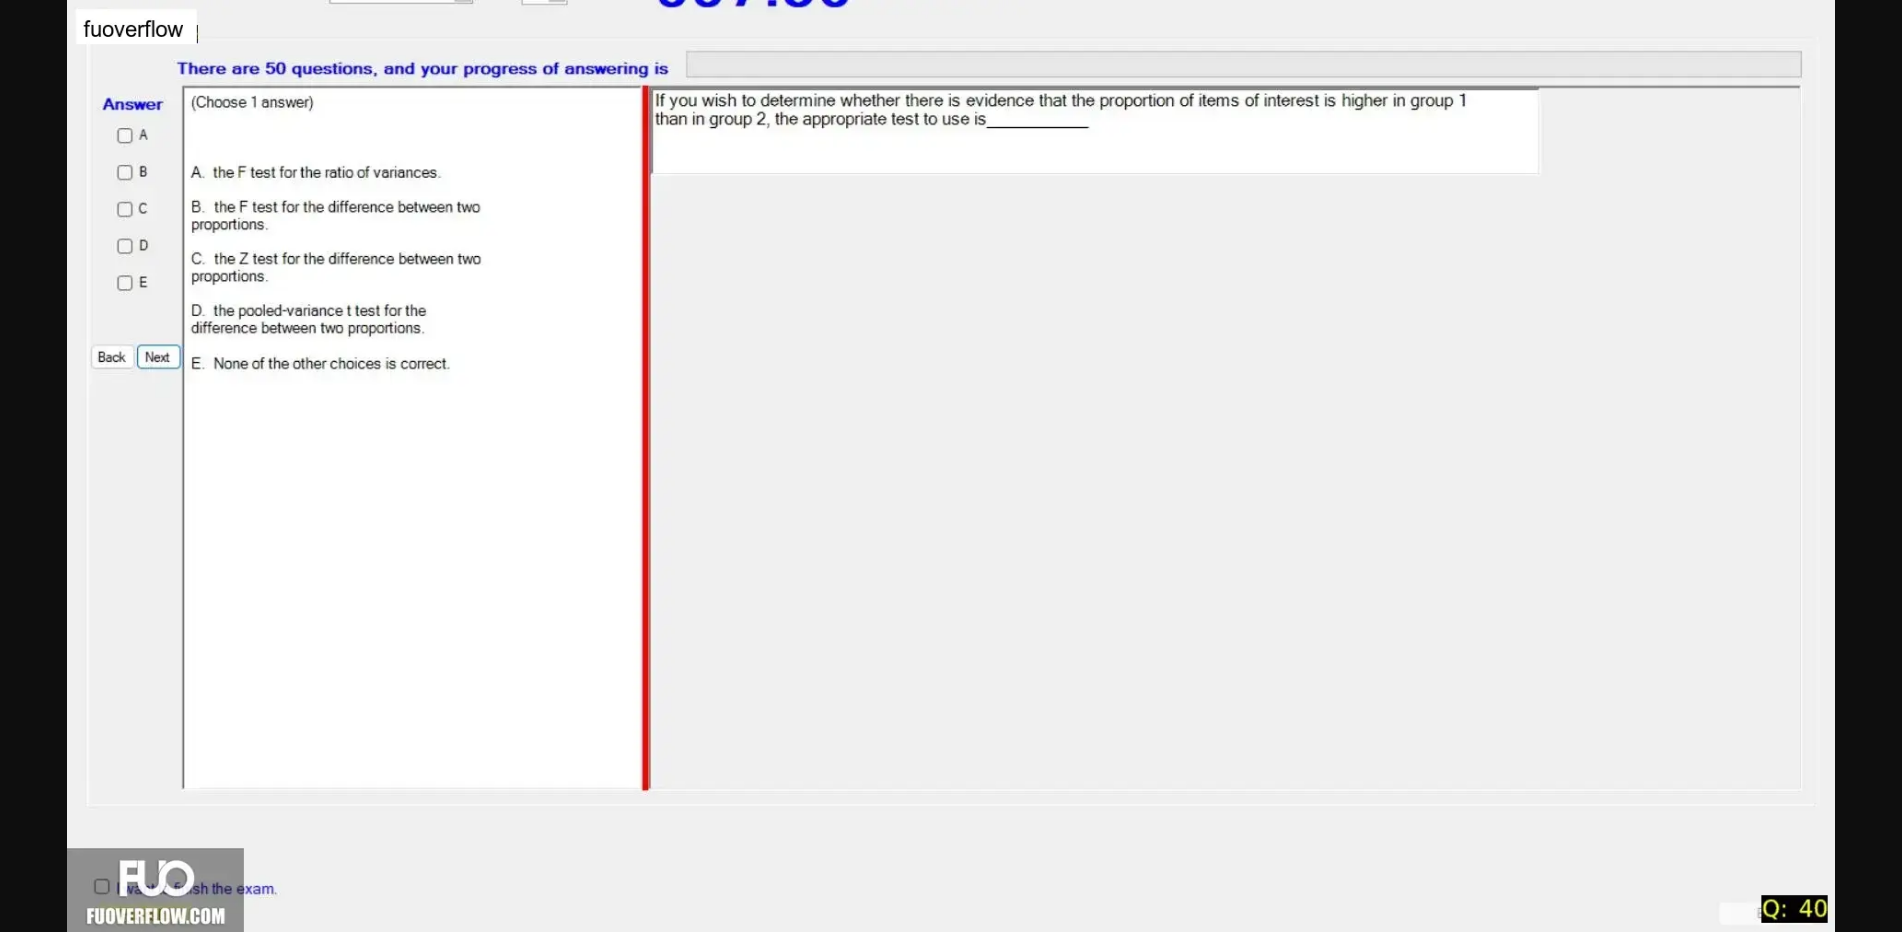 fuoverflow
There are 50 questions, and your progress of answering is
Answer
A
B
C
D
E
Back Next
(Choose 1 answer)
A. the F test for the ratio of variances.
B. the F test for the difference between two
proportions.
C. the Z test for the difference between two
proportions.
D. the pooled-variance t test for the
difference between two proportions.
E. None of the other choices is correct.
If you wish to determine whether there is evidence that the proportion of items of interest is higher in group 1
than in group 2, the appropriate test to use is____________
FUO
the exam.
FUOVERFLOW.COM
Q: 40